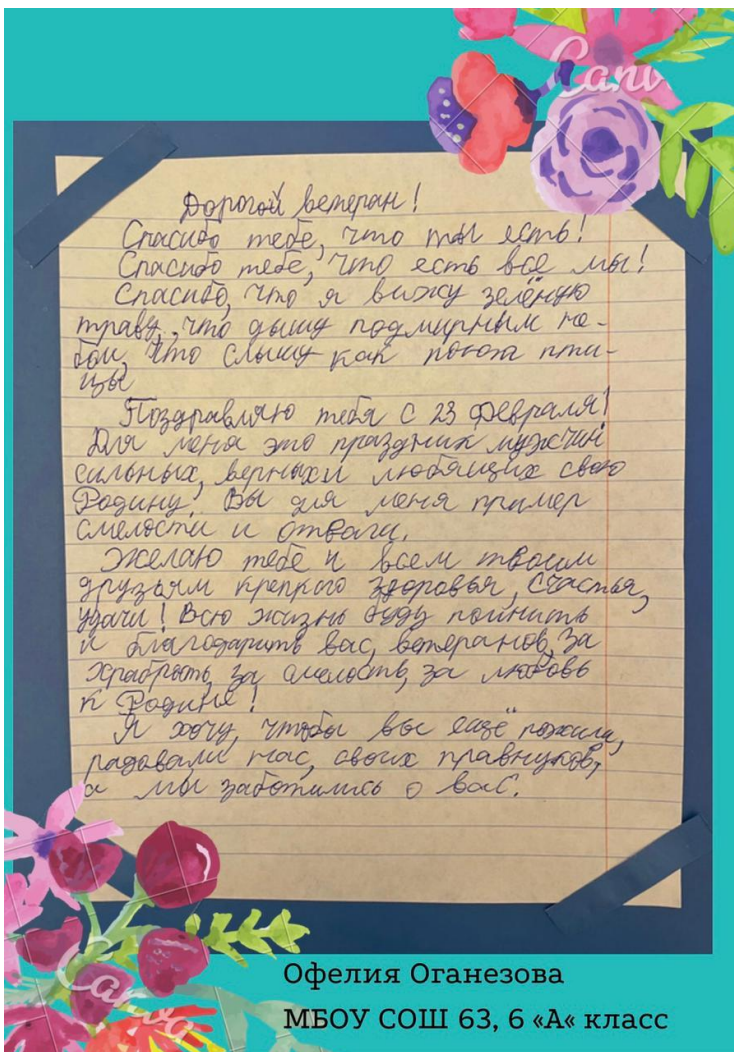 Canv
Дорогой ветеран!
Спасибо тебе, что ты есть!
Спасибо тебе, что есть все мы!
Спасибо, что я вижу зелёную
траву, что дышу подмирным не-
бом, что слышу как поют пти-
цы
Поздравляю тебя с 23 февраля!
Для меня это праздник мужчин
сильных, верных и любящих свою
Родину. Вы для меня пример
смелости и отваги.
Желаю тебе и всем твоим
друзьям крепкого здоровья, счастья,
удачи! Всю жизнь буду помнить
и благодарить вас, ветеранов, за
храбрость, за смелость, за любовь
к Родине!
Я хочу, чтобы вы ещё пожили,
радовали нас, своих правнуков,
а мы заботились о вас.
Canva
Офелия Оганезова
МБОУ СОШ 63, 6 «А« класс